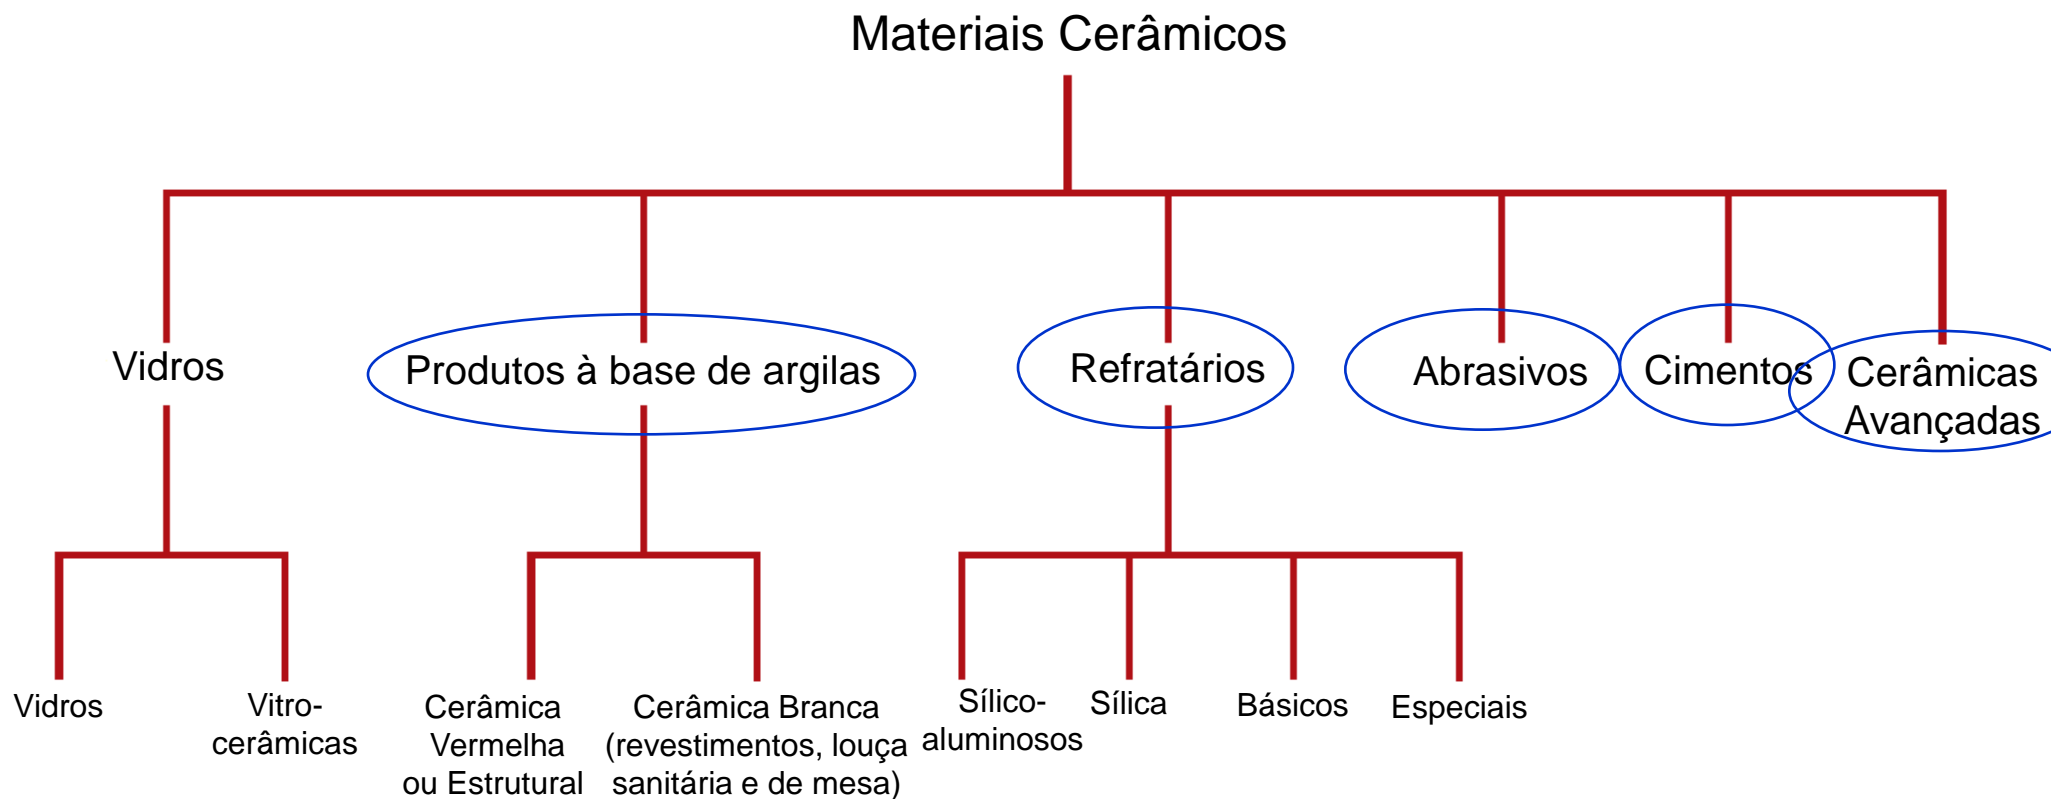 Materiais Cerâmicos
Vidros
Produtos à base de argilas
Refratários
Abrasivos
Cimentos
Cerâmicas
Avançadas
Vidros
Vitro-
cerâmicas
Cerâmica
Vermelha
ou Estrutural
Cerâmica Branca
(revestimentos, louça
sanitária e de mesa)
Sílico-
aluminosos
Sílica
Básicos
Especiais